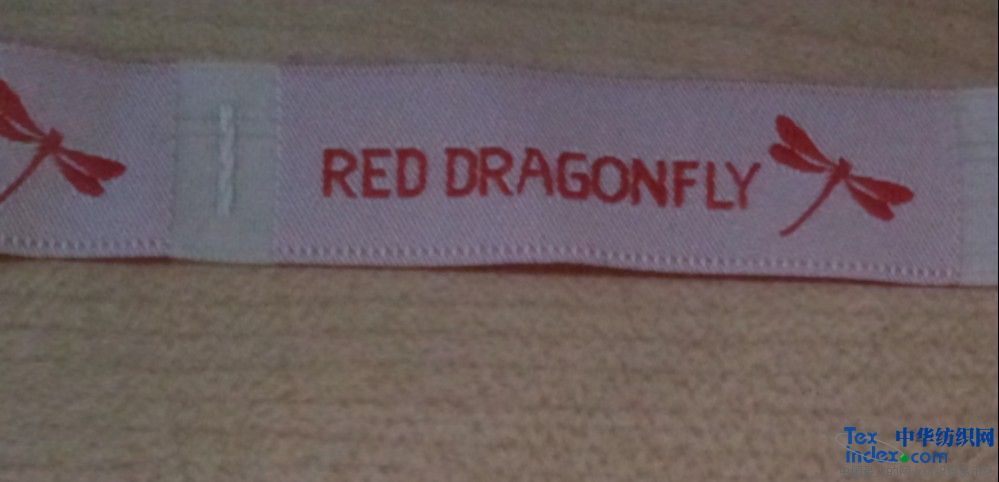 RED DRAGONFLY
Tex 中华纺织网
index.com